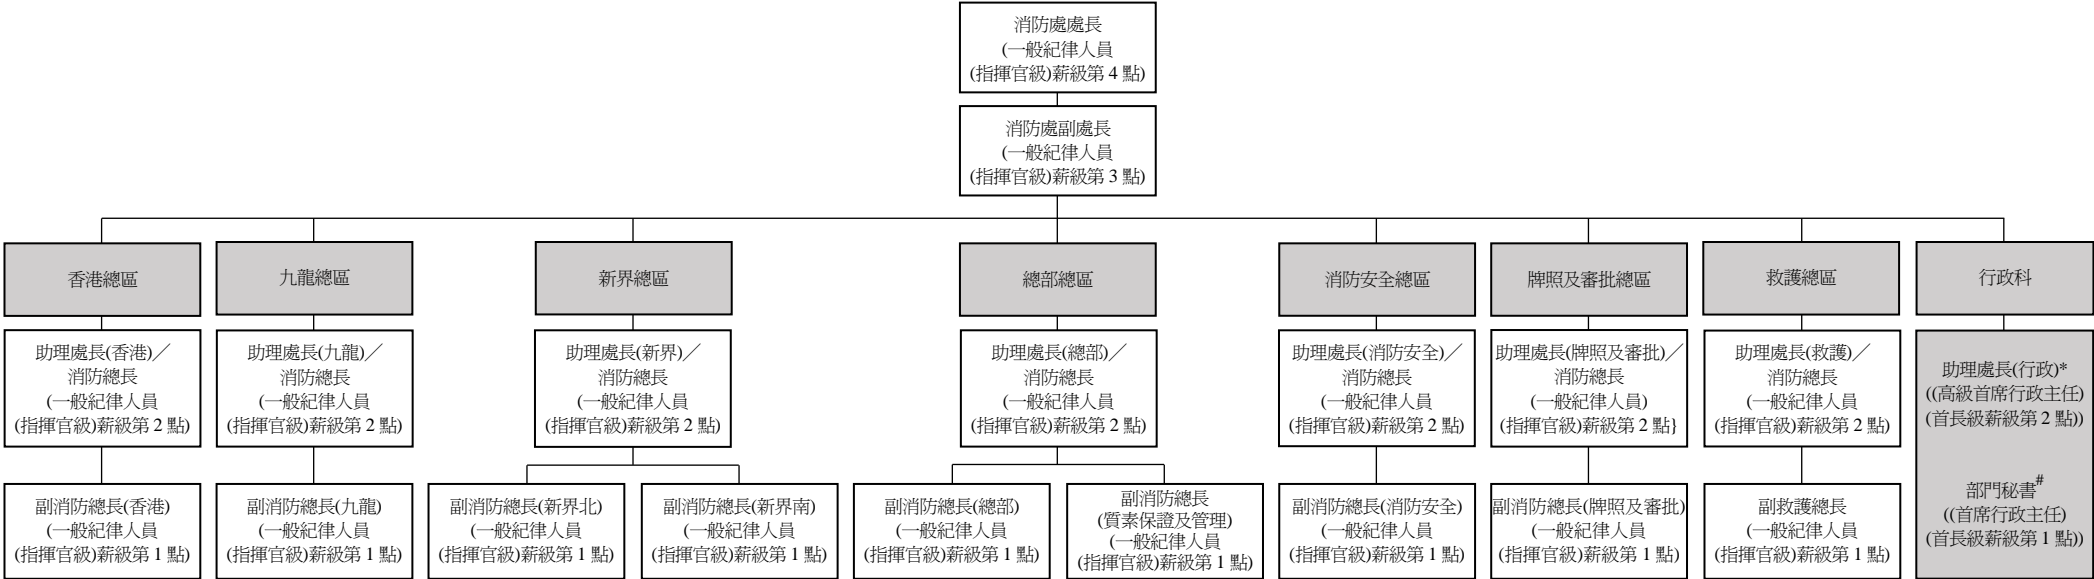 消防處處長
(一般紀律人員
(指揮官級)薪級第 4 點)
消防處副處長
(一般紀律人員
(指揮官級)薪級第 3 點)
香港總區
九龍總區
新界總區
總部總區
消防安全總區
牌照及審批總區
救護總區
行政科
助理處長(香港)／
消防總長
(一般紀律人員
(指揮官級)薪級第 2 點)
助理處長(九龍)／
消防總長
(一般紀律人員
(指揮官級)薪級第 2 點)
助理處長(新界)／
消防總長
(一般紀律人員
(指揮官級)薪級第 2 點)
助理處長(總部)／
消防總長
(一般紀律人員
(指揮官級)薪級第 2 點)
助理處長(消防安全)／
消防總長
(一般紀律人員
(指揮官級)薪級第 2 點)
助理處長(牌照及審批)／
消防總長
(一般紀律人員)
(指揮官級)薪級第 2 點}
助理處長(救護)／
消防總長
(一般紀律人員
(指揮官級)薪級第 2 點)
助理處長(行政)*
((高級首席行政主任)
(首長級薪級第 2 點))
部門秘書#
((首席行政主任)
(首長級薪級第 1 點))
副消防總長(香港)
(一般紀律人員
(指揮官級)薪級第 1 點)
副消防總長(九龍)
(一般紀律人員
(指揮官級)薪級第 1 點)
副消防總長(新界北)
(一般紀律人員
(指揮官級)薪級第 1 點)
副消防總長(新界南)
(一般紀律人員
(指揮官級)薪級第 1 點)
副消防總長(總部)
(一般紀律人員
(指揮官級)薪級第 1 點)
副消防總長
(質素保證及管理)
(一般紀律人員
(指揮官級)薪級第 1 點)
副消防總長(消防安全)
(一般紀律人員
(指揮官級)薪級第 1 點)
副消防總長(牌照及審批)
(一般紀律人員
(指揮官級)薪級第 1 點)
副救護總長
(一般紀律人員
(指揮官級)薪級第 1 點)